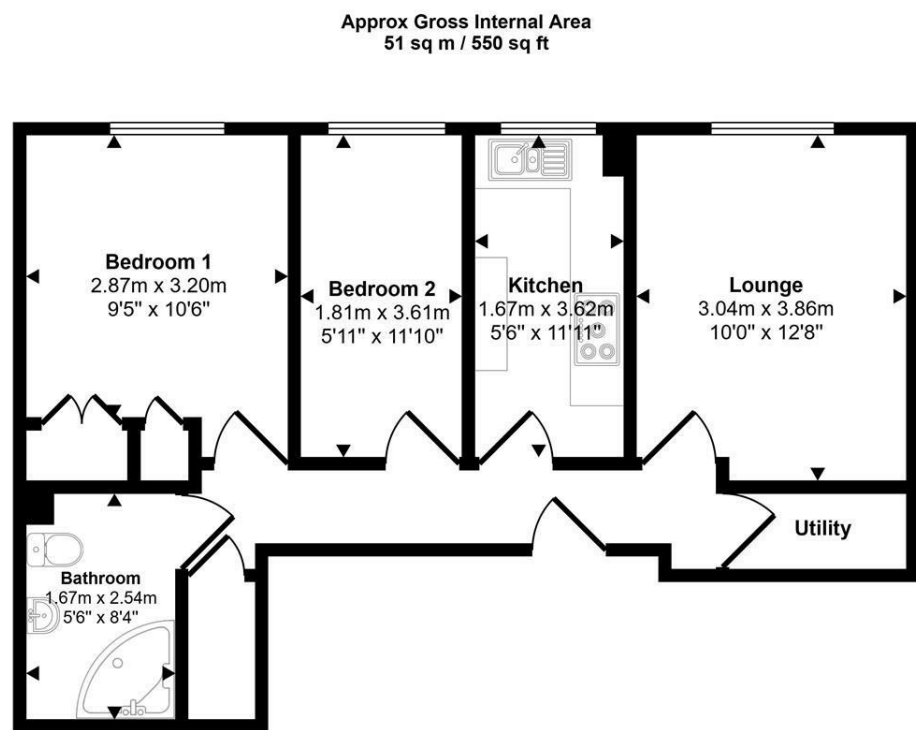 Approx Gross Internal Area
51 sq m / 550 sq ft
Bedroom 1
2.87m x 3.20m
9'5" x 10'6"
Bedroom 2
1.81m x 3.61m
5'11" x 11'10"
Kitchen
1.67m x 3.62m
5'6" x 11'11"
Lounge
3.04m x 3.86m
10'0" x 12'8"
Utility
Bathroom
1.67m x 2.54m
5'6" x 8'4"